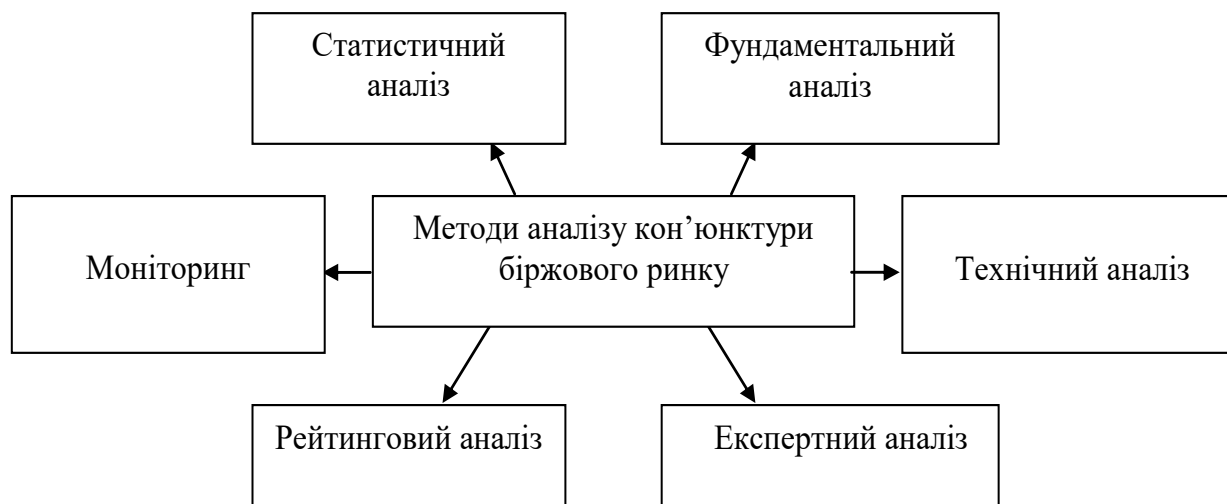 Статистичний
аналіз
Фундаментальний
аналіз
Моніторинг
Методи аналізу кон’юнктури
біржового ринку
Технічний аналіз
Рейтинговий аналіз
Експертний аналіз